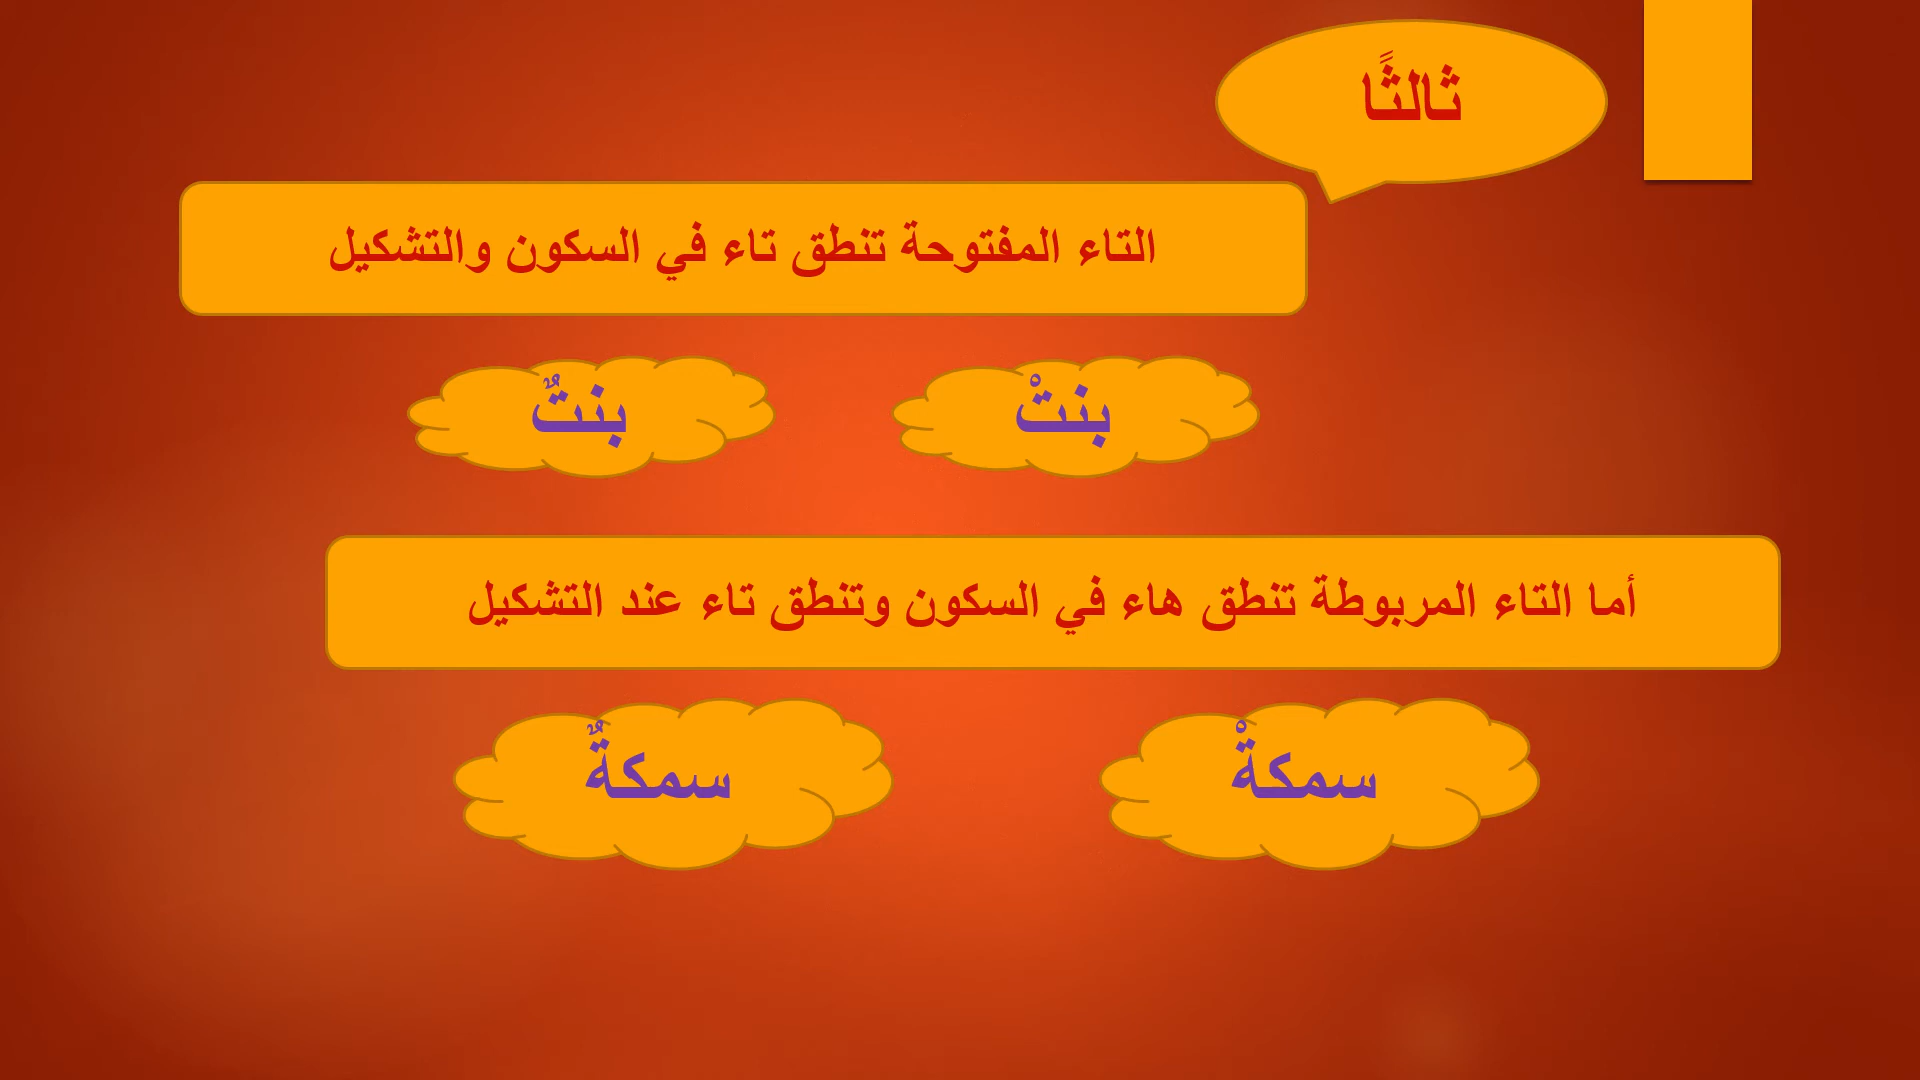 ثالثًا
التاء المفتوحة تنطق تاء في السكون والتشكيل
بنتْ
بنتٌ
أما التاء المربوطة تنطق هاء في السكون وتنطق تاء عند التشكيل
سمكةْ
سمكةٌ